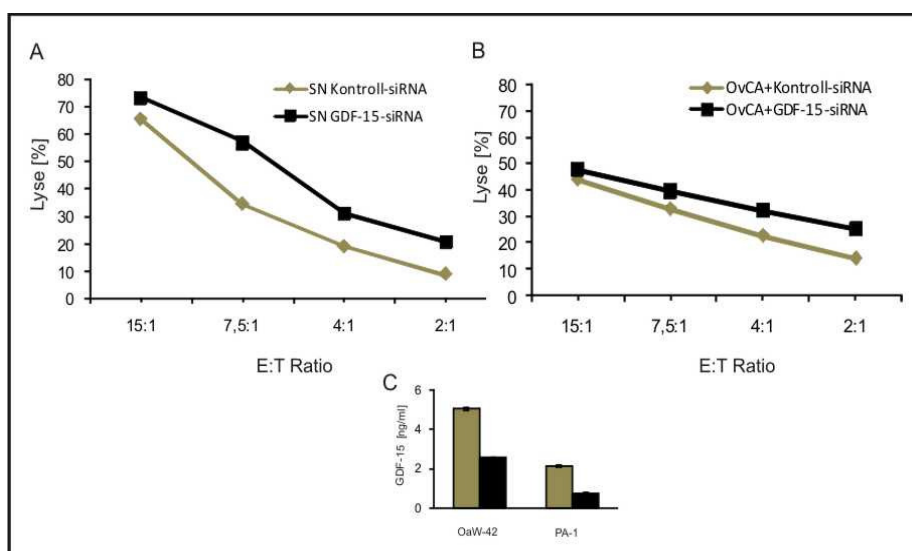 A
SN Kontroll-siRNA
SN GDF-15-siRNA
Lyse [%]
80
70
60
50
40
30
20
10
0
15:1
7,5:1
4:1
2:1
E:T Ratio
B
OvCA+Kontroll-siRNA
OvCA+GDF-15-siRNA
Lyse [%]
80
70
60
50
40
30
20
10
0
15:1
7,5:1
4:1
2:1
E:T Ratio
C
GDF-15 [ng/ml]
6
4
2
0
OaW-42
PA-1